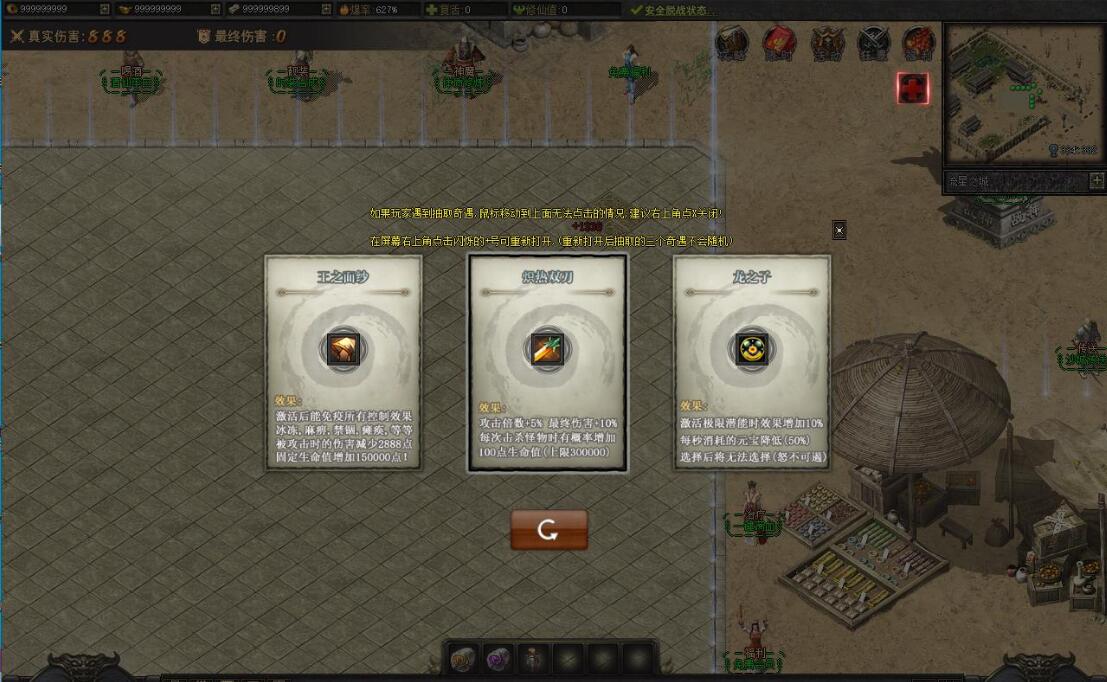 999999999
999999999
999999899
爆率:627%
复活:0
修仙值:0
安全脱战状态
真实伤害:888
最终伤害:0
如果玩家遇到抽取奇遇,鼠标移动到上面无法点击的情况,建议右上角点X关闭!
在屏幕右上角点击闪烁的+号可重新打开.(重新打开后抽取的三个奇遇不会随机)
王之面纱
效果:
激活后能免疫所有控制效果
冰冻,麻痹,禁锢,瘫痪,等等
被攻击时的伤害减少2888点
固定生命值增加150000点!
炽热双刃
效果:
攻击倍数+5% 最终伤害+10%
每次击杀怪物时有概率增加
100点生命值(上限300000)
龙之子
效果:
激活极限潜能时效果增加10%
每秒消耗的元宝降低(50%)
选择后将无法选择(怒不可遏)
福利